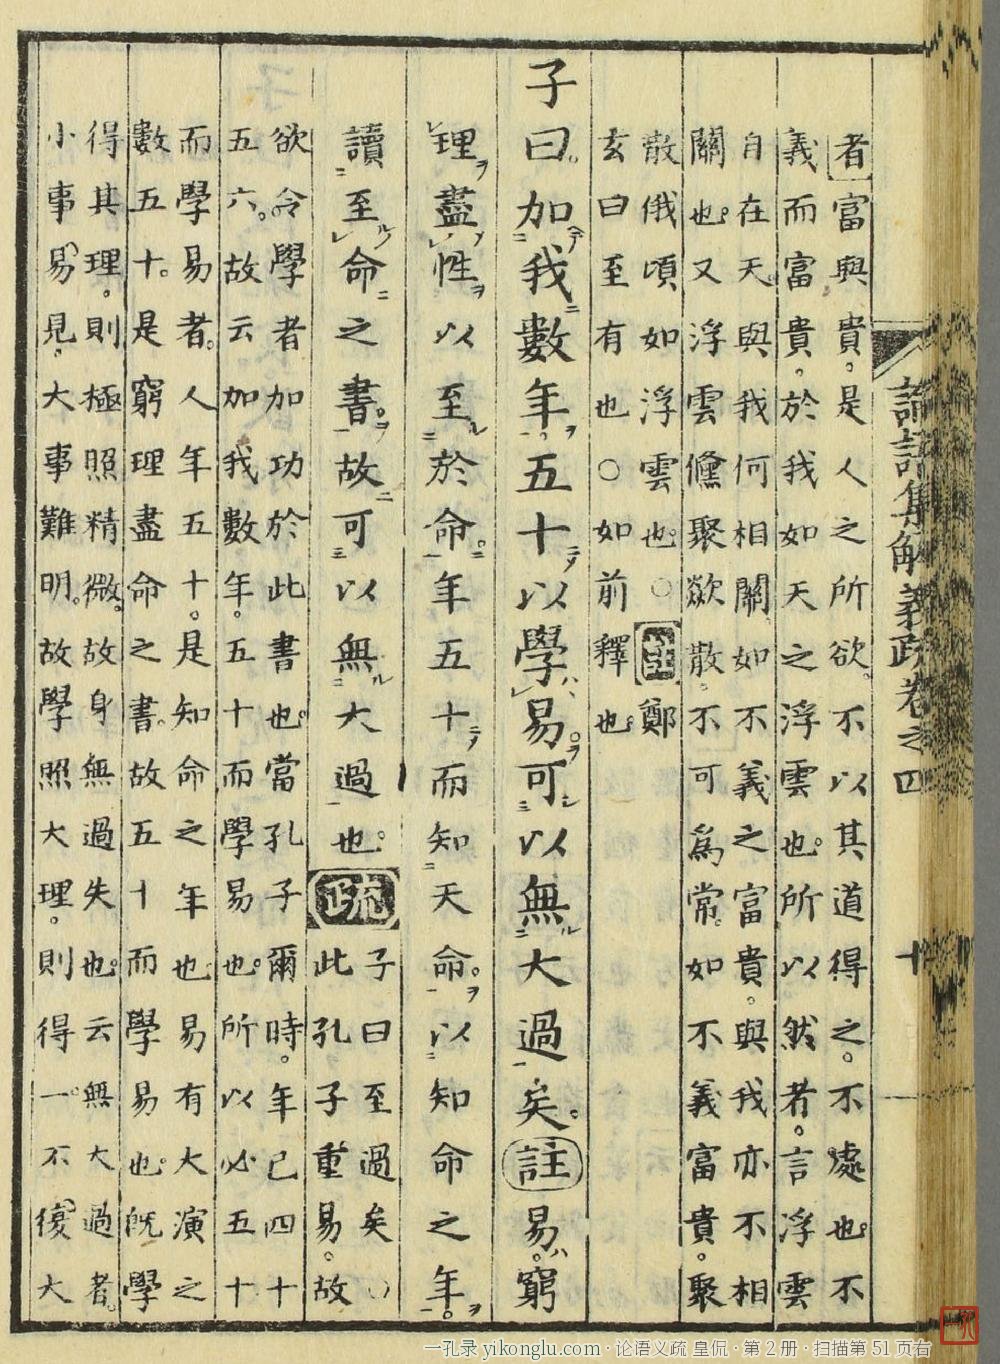 論語集解義疏卷之四 十
者富與貴。是人之所欲。不以其道得之。不處也。不
義而富貴。於我如天之浮雲也。所以然者。言浮雲
自在天。與我何相關。如不義之富貴。與我亦不相
關也。又浮雲儵聚歘散。不可爲常。如不義富貴。聚
散俄頃如浮雲也。○註鄭
玄曰至有也○如前釋也。
子曰。加我數年。五十以學易。可以無大過矣。註易。窮
理盡性以至於命。年五十而知天命。以知命之年。
讀至命之書。故可以無大過也。疏
子曰至過矣○
此孔子重易。故
欲令學者加功於此書也。當孔子爾時。年已四十
五六。故云加我數年。五十而學易也。所以必五十
而學易者。人年五十。是知命之年也。易有大演之
數五十。是窮理盡命之書。故五十而學易也。既學
得其理。則極照精微。故身無過失也。云無大過者。
小事易見。大事難明。故學照大理。則得一。不復大
一孔录 yikonglu.com · 论语义疏 皇侃 · 第 2 册 · 扫描第 51 页右